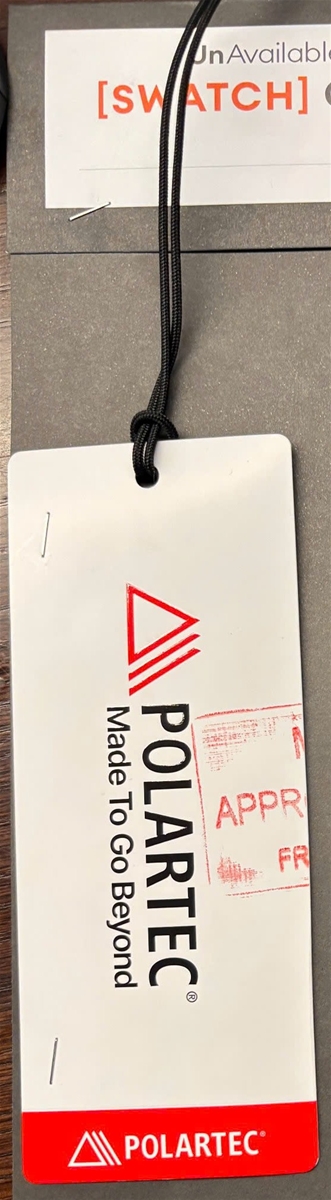 UnAvailable
[SWATCH]
POLARTEC®
Made To Go Beyond
APPR
FR
POLARTEC®